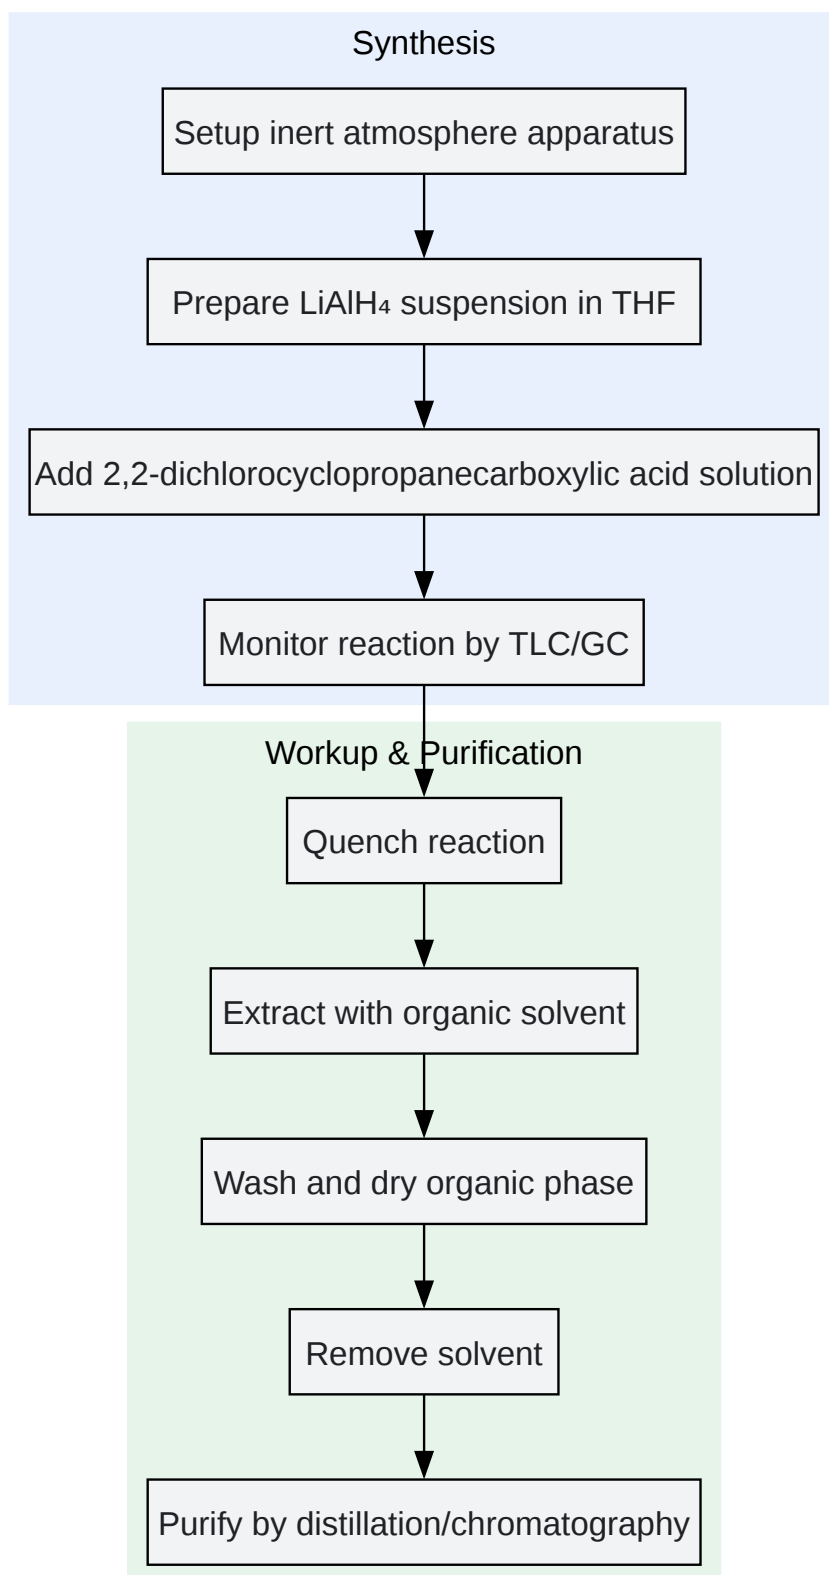 Synthesis
Setup inert atmosphere apparatus
Prepare LiAlH₄ suspension in THF
Add 2,2-dichlorocyclopropanecarboxylic acid solution
Monitor reaction by TLC/GC
Workup & Purification
Quench reaction
Extract with organic solvent
Wash and dry organic phase
Remove solvent
Purify by distillation/chromatography